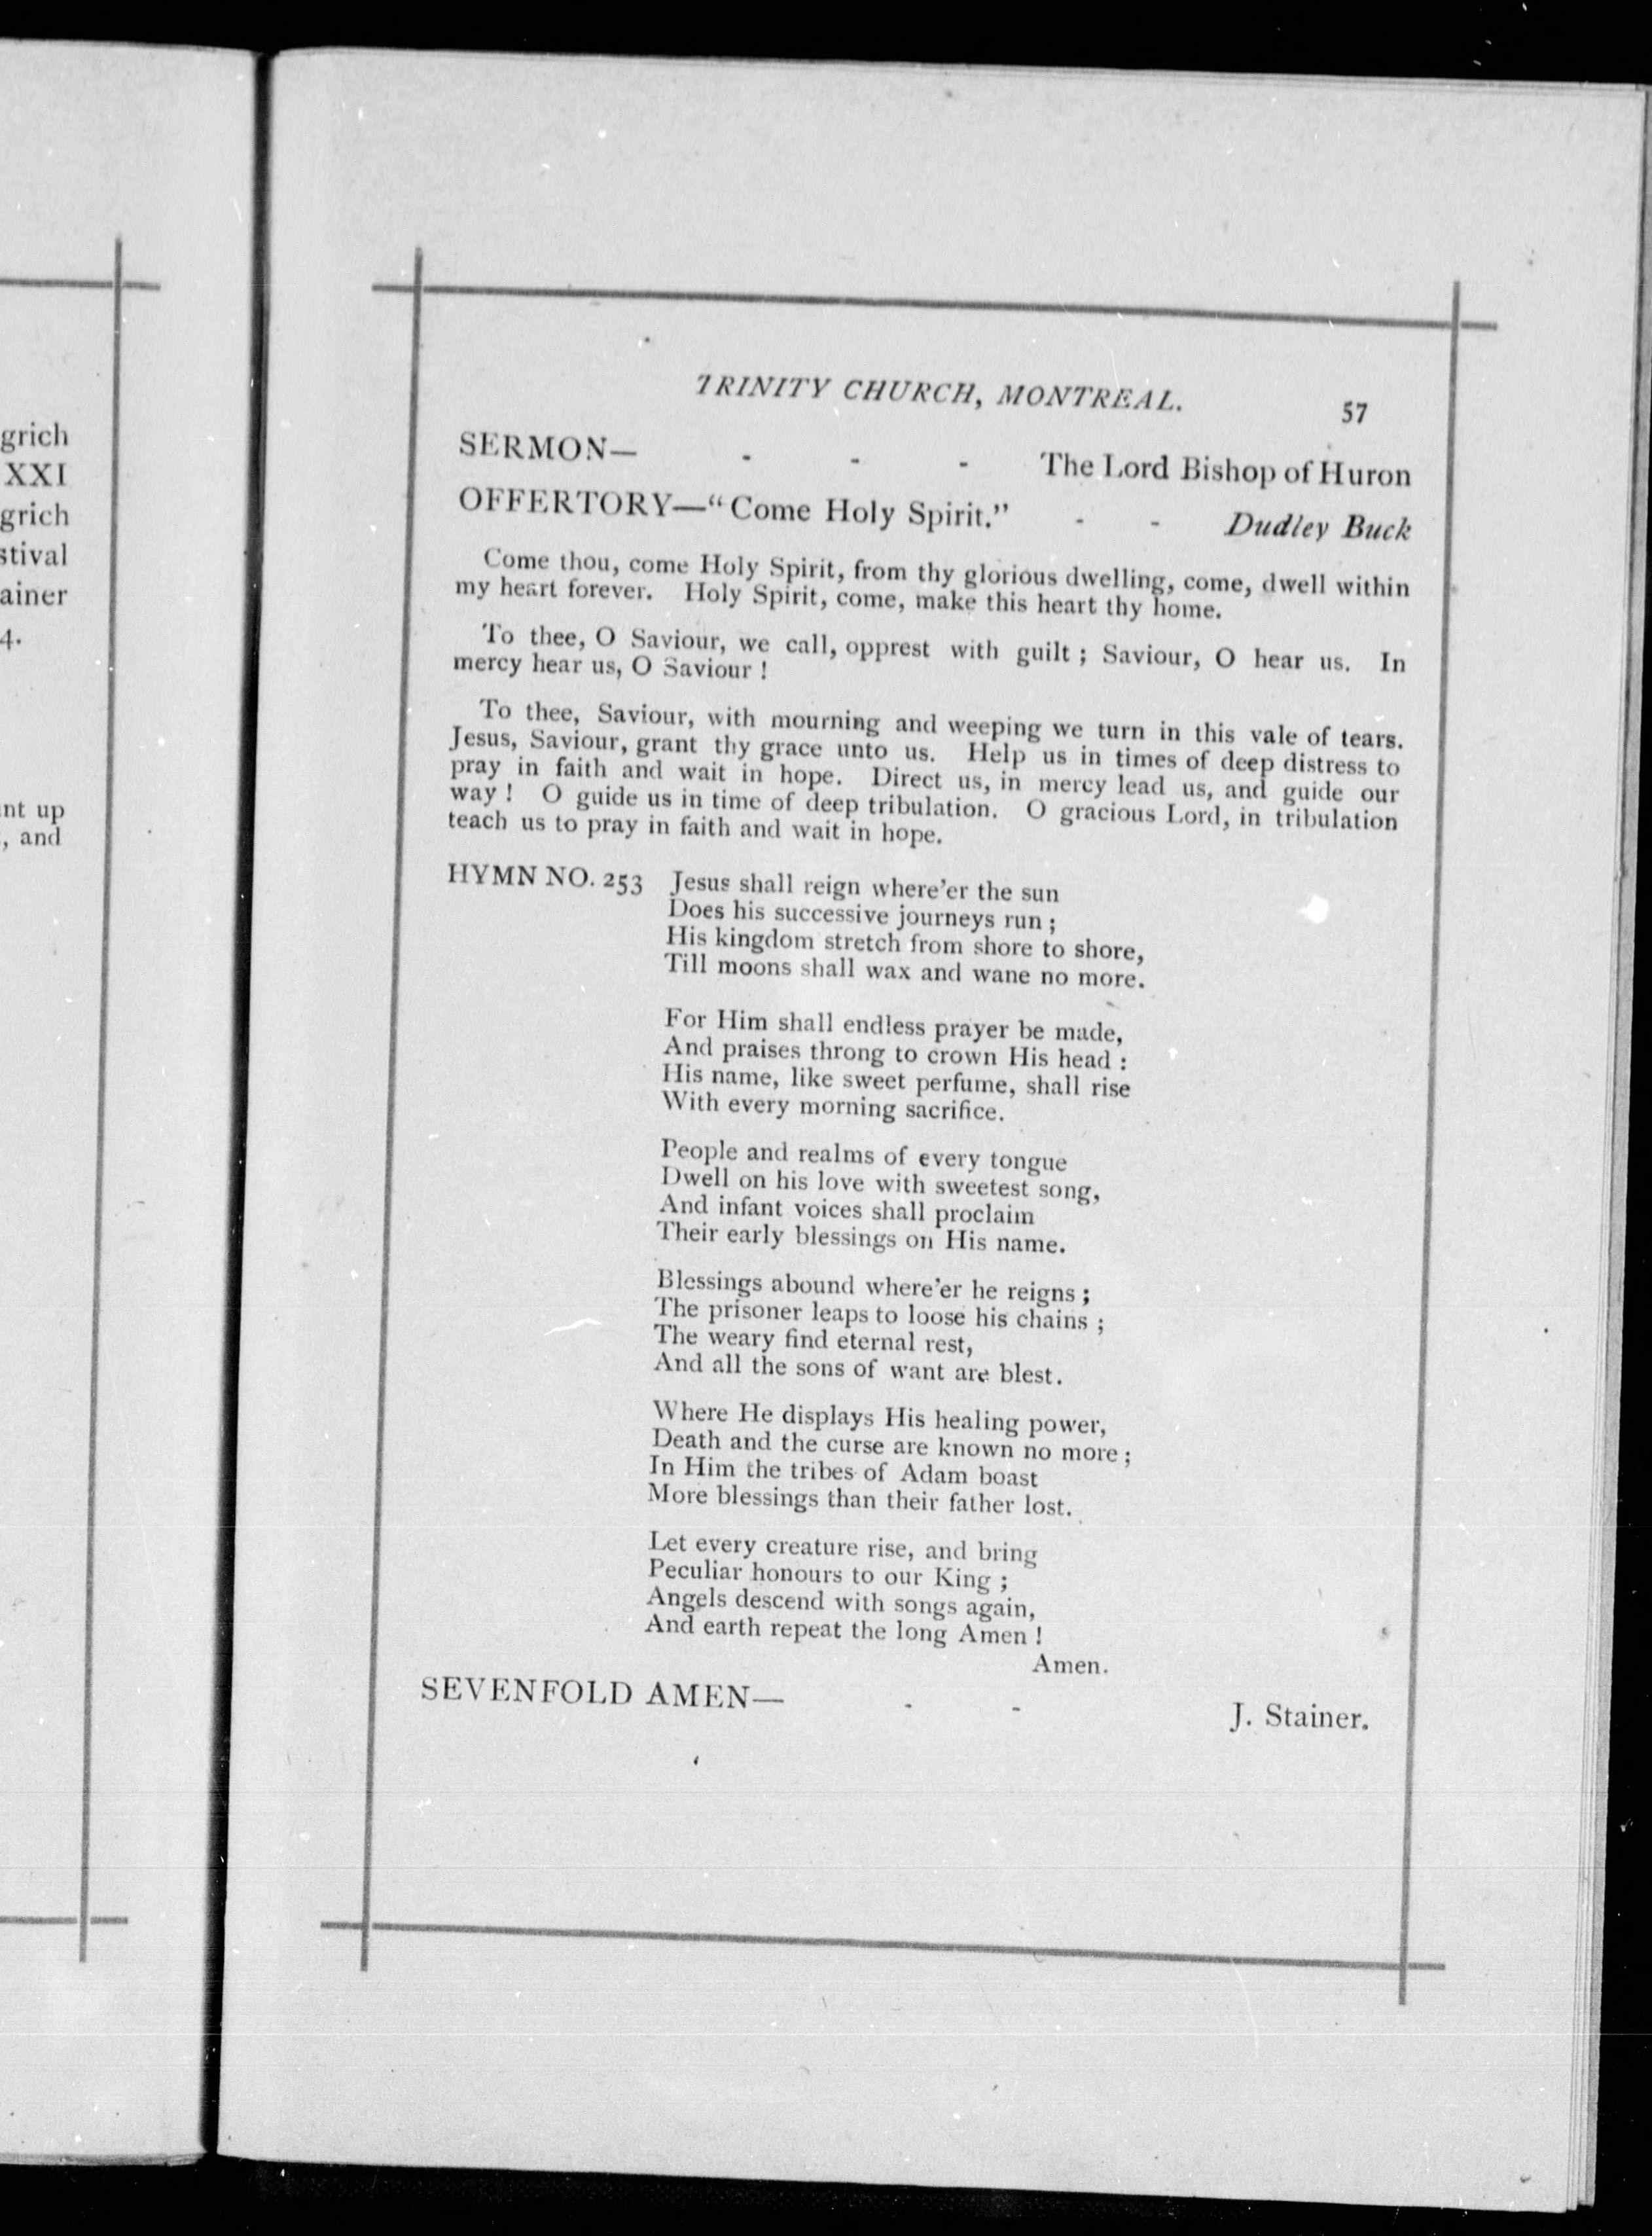 grich
XXI
grich
stival
ainer
4.
nt up
, and
TRINITY CHURCH, MONTREAL. 57
SERMON— - - - The Lord Bishop of Huron
OFFERTORY—“Come Holy Spirit.” - - Dudley Buck
Come thou, come Holy Spirit, from thy glorious dwelling, come, dwell within
my heart forever. Holy Spirit, come, make this heart thy home.
To thee, O Saviour, we call, opprest with guilt ; Saviour, O hear us. In
mercy hear us, O Saviour !
To thee, Saviour, with mourning and weeping we turn in this vale of tears.
Jesus, Saviour, grant thy grace unto us. Help us in times of deep distress to
pray in faith and wait in hope. Direct us, in mercy lead us, and guide our
way ! O guide us in time of deep tribulation. O gracious Lord, in tribulation
teach us to pray in faith and wait in hope.
HYMN NO. 253 Jesus shall reign where’er the sun
Does his successive journeys run ;
His kingdom stretch from shore to shore,
Till moons shall wax and wane no more.
For Him shall endless prayer be made,
And praises throng to crown His head :
His name, like sweet perfume, shall rise
With every morning sacrifice.
People and realms of every tongue
Dwell on his love with sweetest song,
And infant voices shall proclaim
Their early blessings on His name.
Blessings abound where’er he reigns ;
The prisoner leaps to loose his chains ;
The weary find eternal rest,
And all the sons of want are blest.
Where He displays His healing power,
Death and the curse are known no more ;
In Him the tribes of Adam boast
More blessings than their father lost.
Let every creature rise, and bring
Peculiar honours to our King ;
Angels descend with songs again,
And earth repeat the long Amen !
Amen.
SEVENFOLD AMEN— - - J. Stainer.